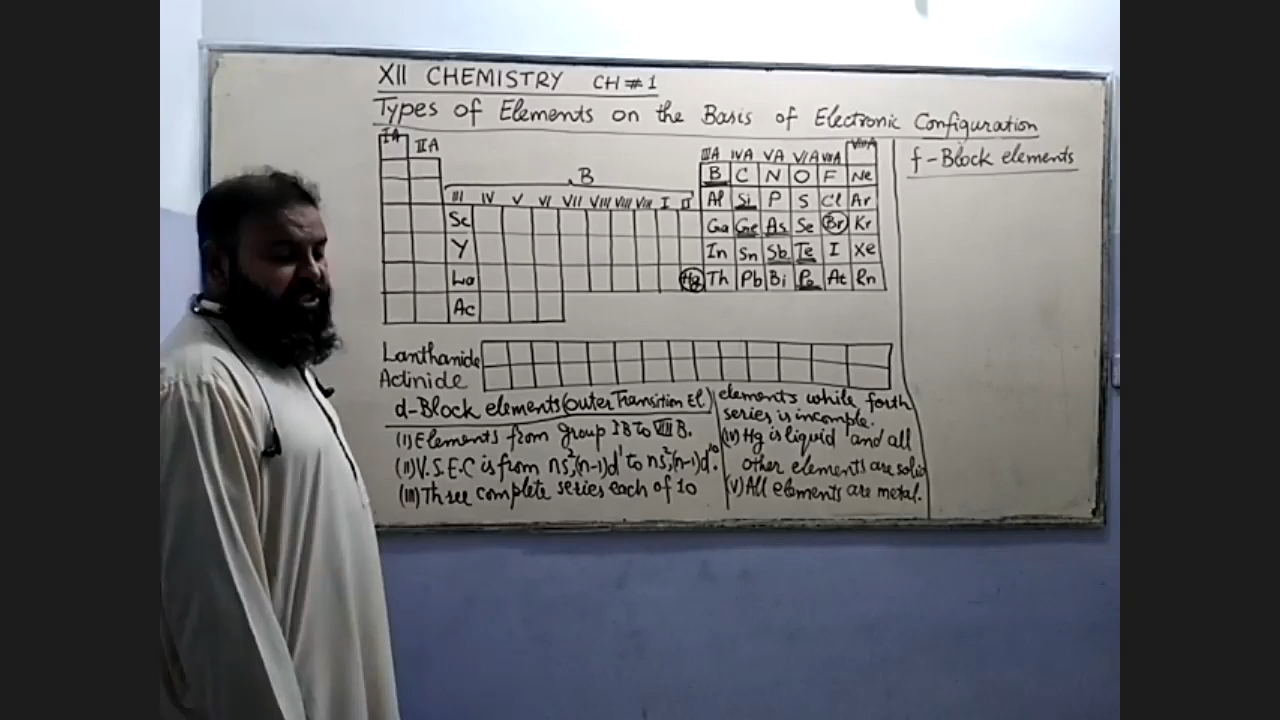 XII CHEMISTRY CH # 1
Types of Elements on the Basis of Electronic Configuration
IA
IIA
B
III IV V VI VII VIII VIII VIII I II
IIIA IVA VA VIA VIIA VIIIA
B C N O F Ne
Al Si P S Cl Ar
Sc Ga Ge As Se Br Kr
Y In Sn Sb Te I Xe
La Hg Th Pb Bi Po At Rn
Ac
Lanthanide
Actinide
d-Block elements (outer Transition El)
(I) Elements from group IB to VIII B.
(II) V.S.E.C is from ns², (n-1)d¹ to ns², (n-1)d¹⁰.
(III) Three complete series each of 10
elements while forth
series is incomple.
(IV) Hg is liquid and all
other elements are solid
(V) All elements are metal.
f-Block elements